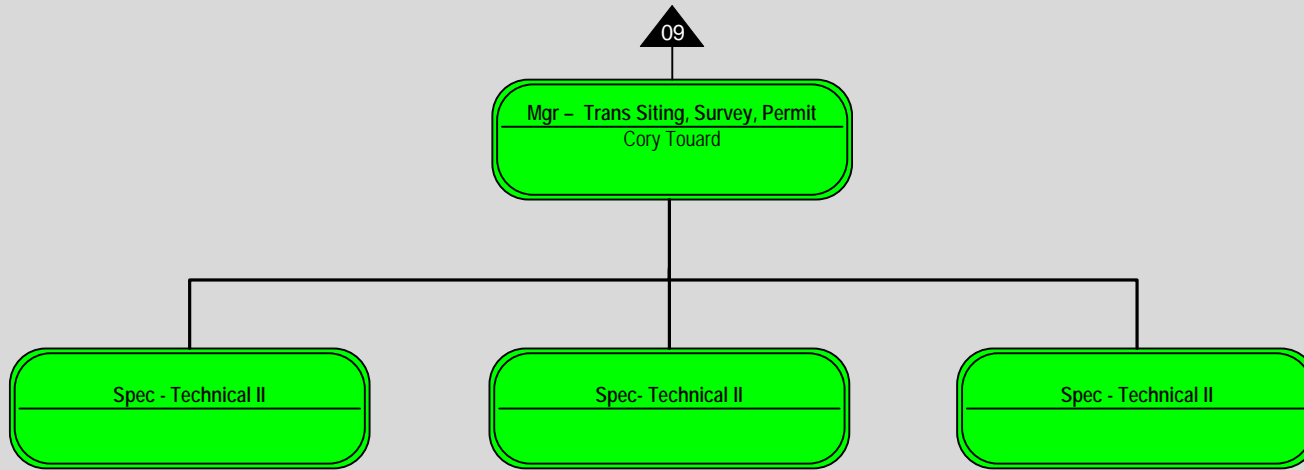 09
Mgr – Trans Siting, Survey, Permit
Cory Touard
Spec - Technical II
Spec- Technical II
Spec - Technical II